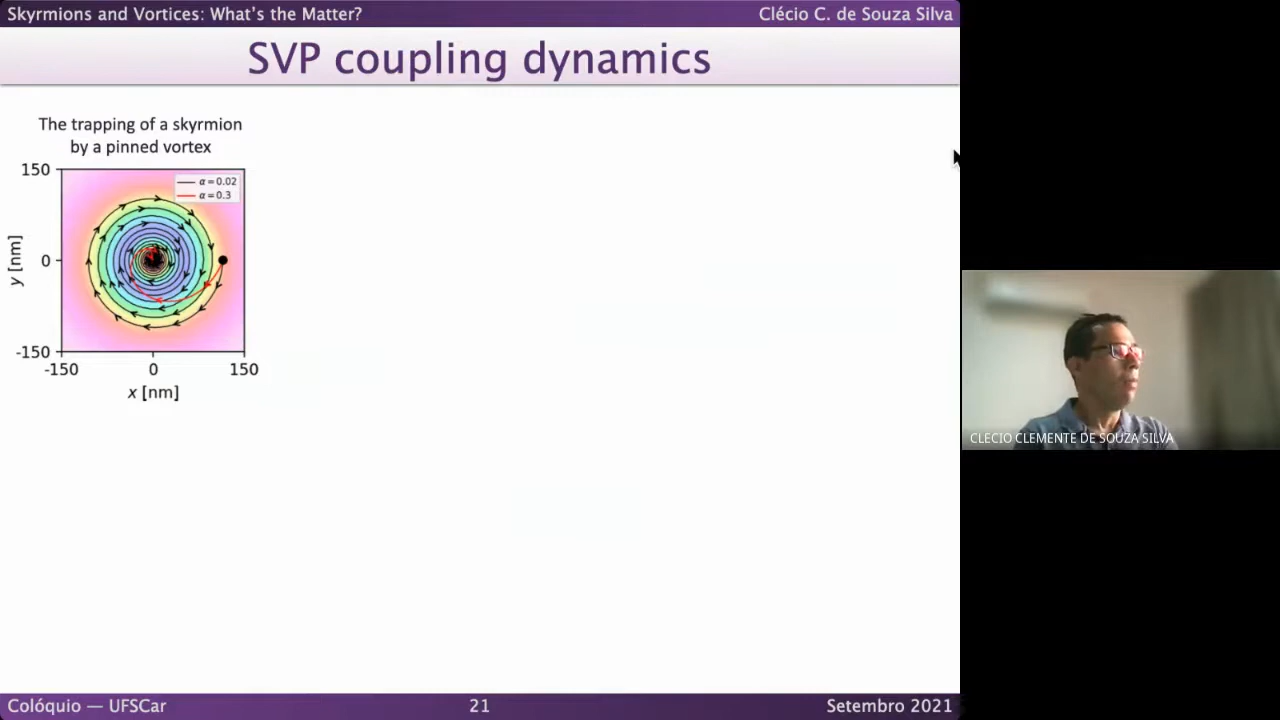 Skyrmions and Vortices: What's the Matter?
Clécio C. de Souza Silva
SVP coupling dynamics
The trapping of a skyrmion
by a pinned vortex
150
α = 0.02
α = 0.3
y [nm]
0
-150
-150 0 150
x [nm]
CLECIO CLEMENTE DE SOUZA SILVA
Colóquio — UFSCar
21
Setembro 2021